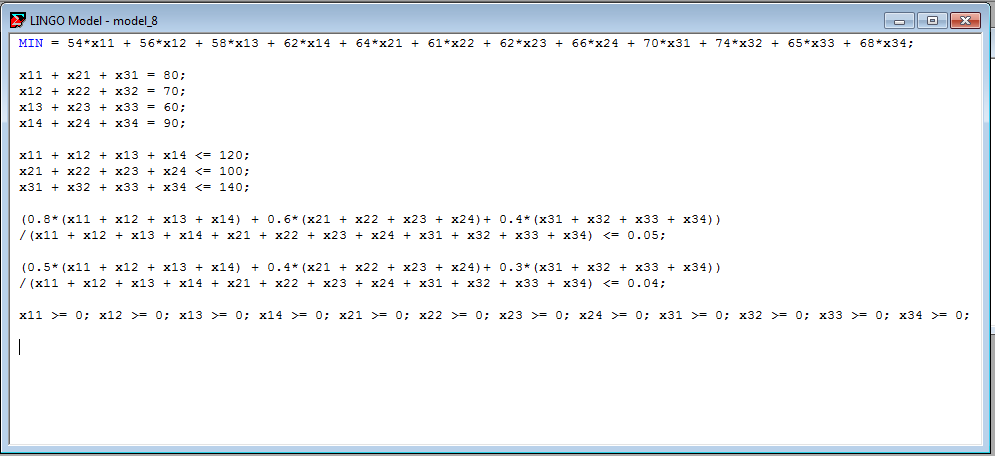 LINGO Model - model_8
MIN = 54*x11 + 56*x12 + 58*x13 + 62*x14 + 64*x21 + 61*x22 + 62*x23 + 66*x24 + 70*x31 + 74*x32 + 65*x33 + 68*x34;
x11 + x21 + x31 = 80;
x12 + x22 + x32 = 70;
x13 + x23 + x33 = 60;
x14 + x24 + x34 = 90;
x11 + x12 + x13 + x14 <= 120;
x21 + x22 + x23 + x24 <= 100;
x31 + x32 + x33 + x34 <= 140;
(0.8*(x11 + x12 + x13 + x14) + 0.6*(x21 + x22 + x23 + x24)+ 0.4*(x31 + x32 + x33 + x34))
/(x11 + x12 + x13 + x14 + x21 + x22 + x23 + x24 + x31 + x32 + x33 + x34) <= 0.05;
(0.5*(x11 + x12 + x13 + x14) + 0.4*(x21 + x22 + x23 + x24)+ 0.3*(x31 + x32 + x33 + x34))
/(x11 + x12 + x13 + x14 + x21 + x22 + x23 + x24 + x31 + x32 + x33 + x34) <= 0.04;
x11 >= 0; x12 >= 0; x13 >= 0; x14 >= 0; x21 >= 0; x22 >= 0; x23 >= 0; x24 >= 0; x31 >= 0; x32 >= 0; x33 >= 0; x34 >= 0;